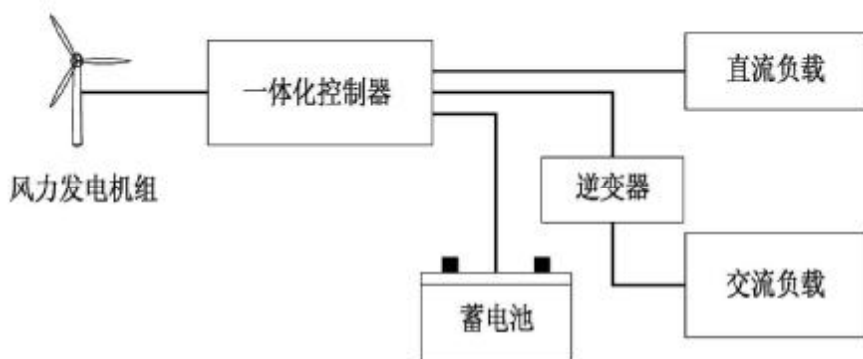 风力发电机组
一体化控制器
直流负载
逆变器
蓄电池
交流负载